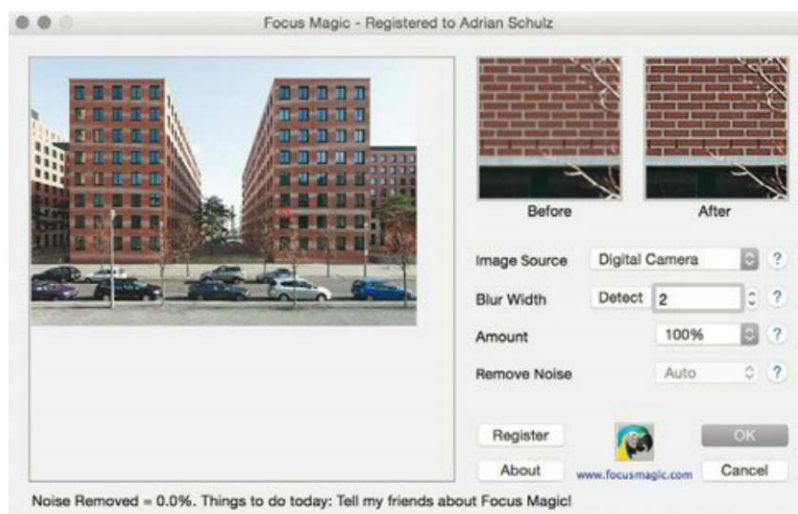 Focus Magic - Registered to Adrian Schulz
Before
After
Image Source Digital Camera ?
Blur Width Detect 2 ?
Amount 100% ?
Remove Noise Auto ?
Register
OK
About
www.focusmagic.com
Cancel
Noise Removed = 0.0%. Things to do today: Tell my friends about Focus Magic!